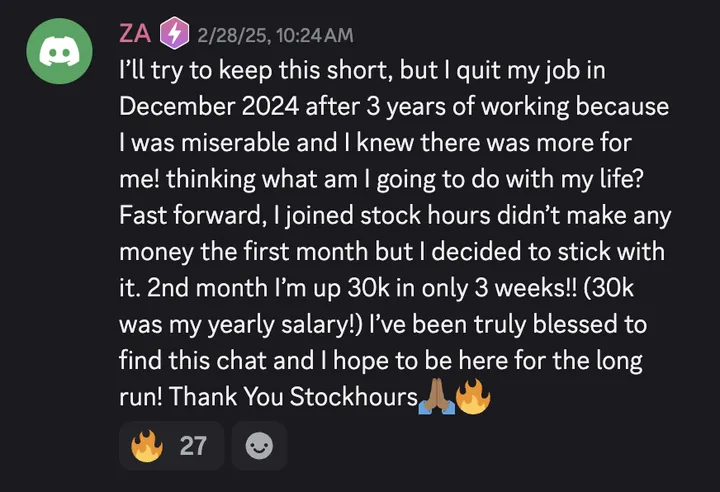 ZA 2/28/25, 10:24 AM
I’ll try to keep this short, but I quit my job in
December 2024 after 3 years of working because
I was miserable and I knew there was more for
me! thinking what am I going to do with my life?
Fast forward, I joined stock hours didn’t make any
money the first month but I decided to stick with
it. 2nd month I’m up 30k in only 3 weeks!! (30k
was my yearly salary!) I’ve been truly blessed to
find this chat and I hope to be here for the long
run! Thank You Stockhours🙏🏾🔥
🔥 27